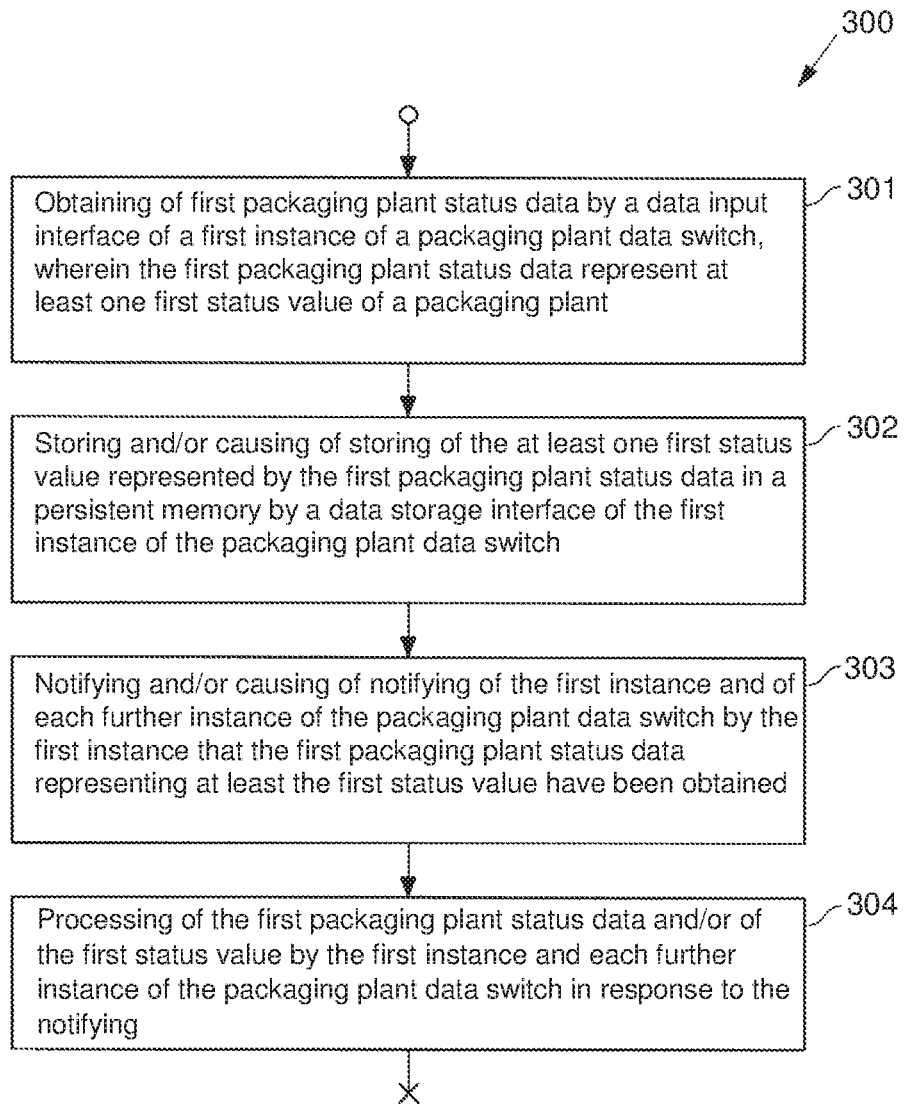 300
301
Obtaining of first packaging plant status data by a data input
interface of a first instance of a packaging plant data switch,
wherein the first packaging plant status data represent at
least one first status value of a packaging plant
302
Storing and/or causing of storing of the at least one first status
value represented by the first packaging plant status data in a
persistent memory by a data storage interface of the first
instance of the packaging plant data switch
303
Notifying and/or causing of notifying of the first instance and of
each further instance of the packaging plant data switch by the
first instance that the first packaging plant status data
representing at least the first status value have been obtained
304
Processing of the first packaging plant status data and/or of
the first status value by the first instance and each further
instance of the packaging plant data switch in response to the
notifying